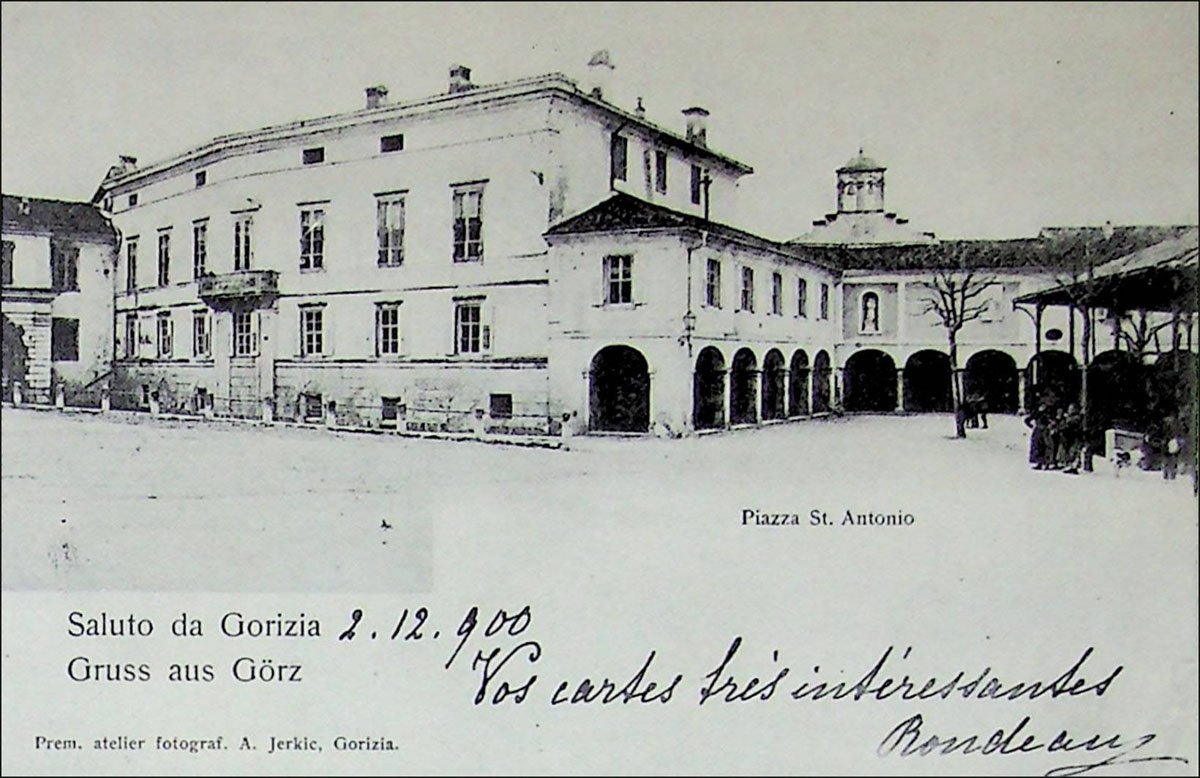 Piazza St. Antonio
Saluto da Gorizia 2.12.900
Gruss aus Görz
Vos cartes très intéressantes
Rondeau
Prem. atelier fotograf. A. Jerkic, Gorizia.